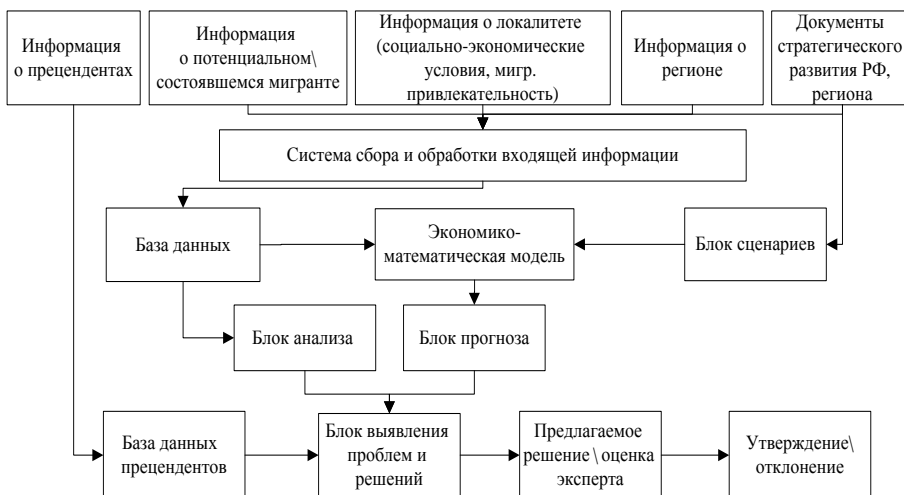 Информация
о прецендентах
Информация
о потенциальном\
состоявшемся мигранте
Информация о локалитете
(социально-экономические
условия, мигр.
привлекательность)
Информация о
регионе
Документы
стратегического
развития РФ,
региона
Система сбора и обработки входящей информации
База данных
Экономико-
математическая модель
Блок сценариев
Блок анализа
Блок прогноза
База данных
прецендентов
Блок выявления
проблем и
решений
Предлагаемое
решение\оценка
эксперта
Утверждение\
отклонение